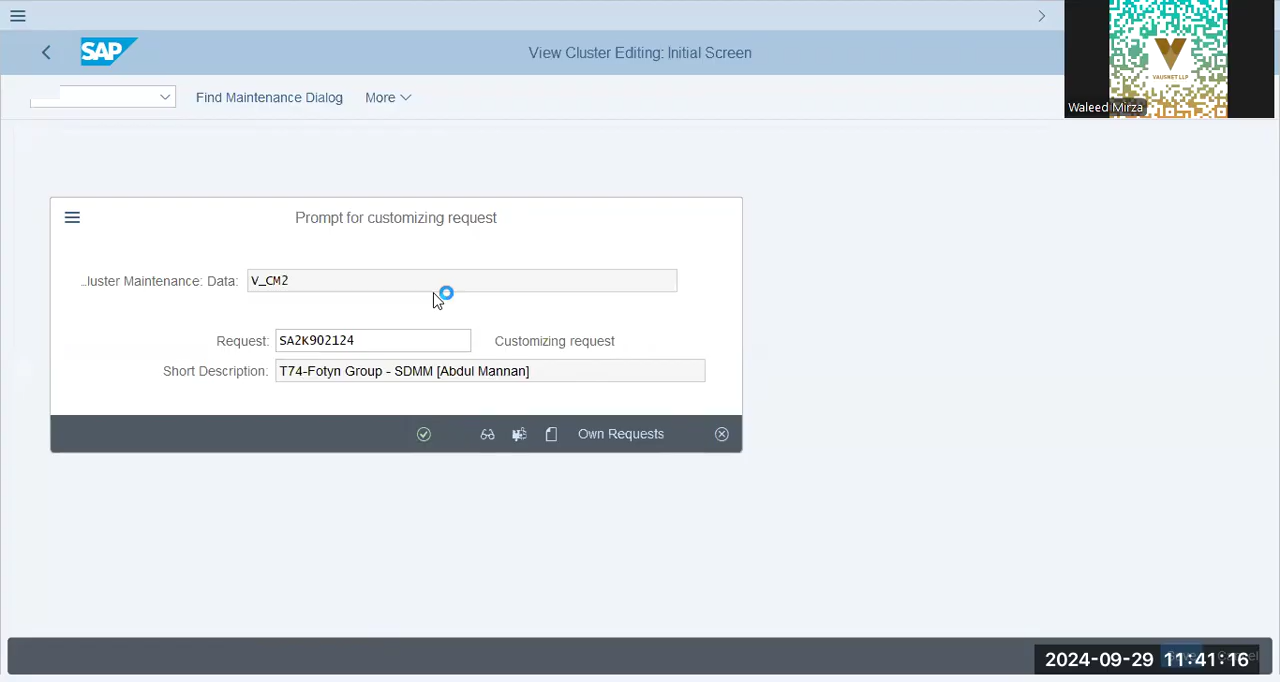 SAP
View Cluster Editing: Initial Screen
VAUSNET LLP
Waleed Mirza
Find Maintenance Dialog
More
Prompt for customizing request
..luster Maintenance: Data:
V_CM2
Request:
SA2K902124
Customizing request
Short Description:
T74-Fotyn Group - SDMM [Abdul Mannan]
Own Requests
2024-09-29 11:41:16